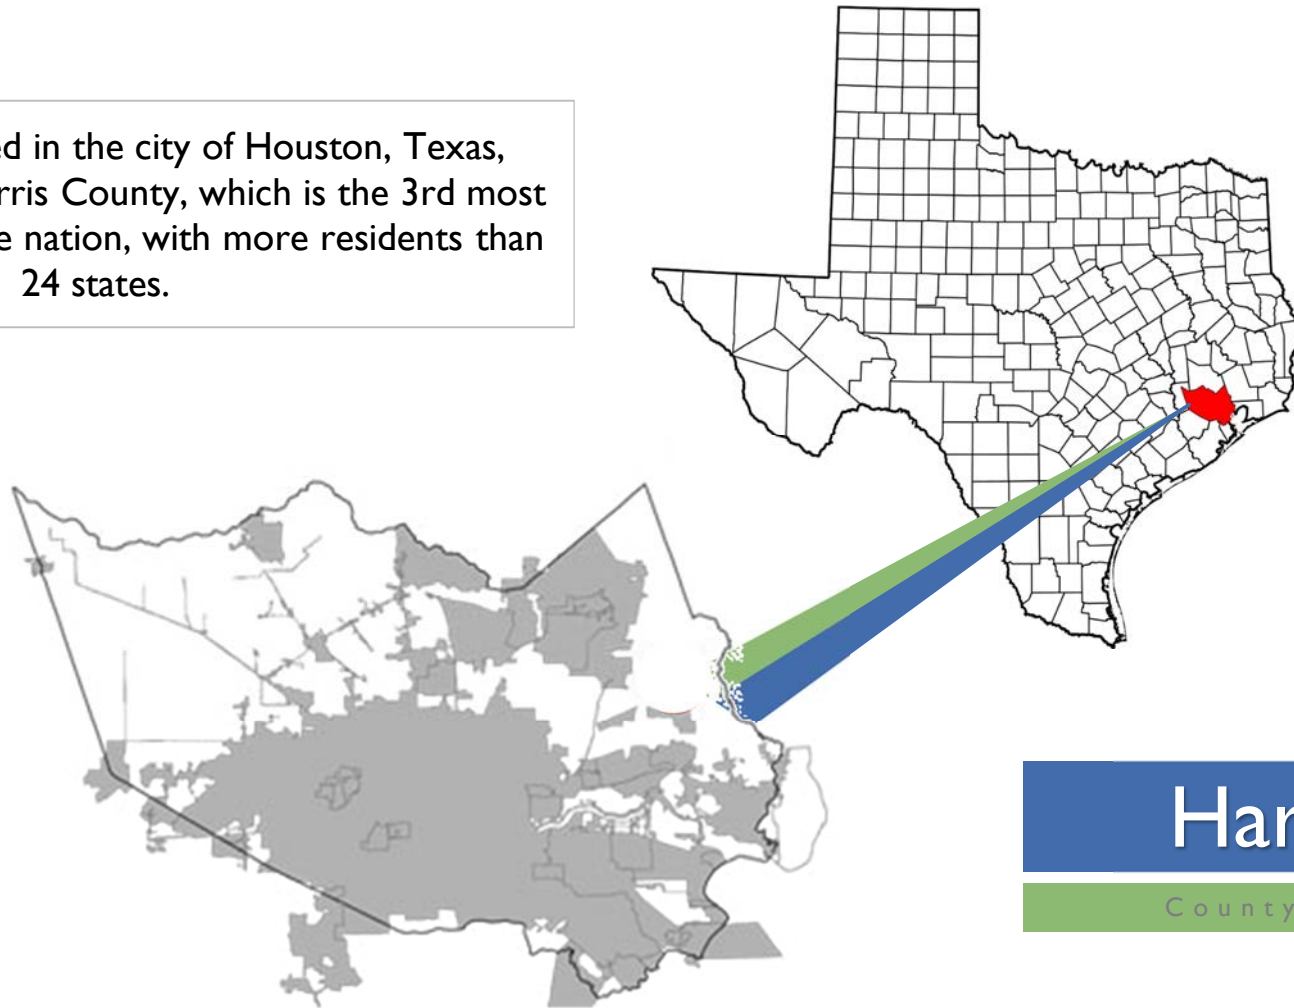 ed in the city of Houston, Texas,
rris County, which is the 3rd most
e nation, with more residents than
24 states.
Har
County